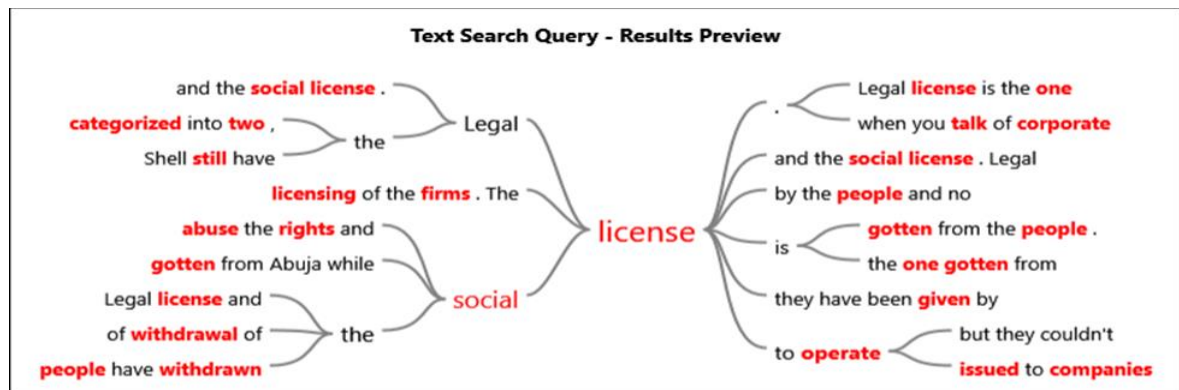 Text Search Query - Results Preview
and the social license .
categorized into two ,
Shell still have
the
Legal
licensing of the firms . The
abuse the rights and
gotten from Abuja while
Legal license and
of withdrawal of
people have withdrawn
the
social
license
.
Legal license is the one
when you talk of corporate
and the social license . Legal
by the people and no
is
gotten from the people .
the one gotten from
they have been given by
to operate
but they couldn't
issued to companies